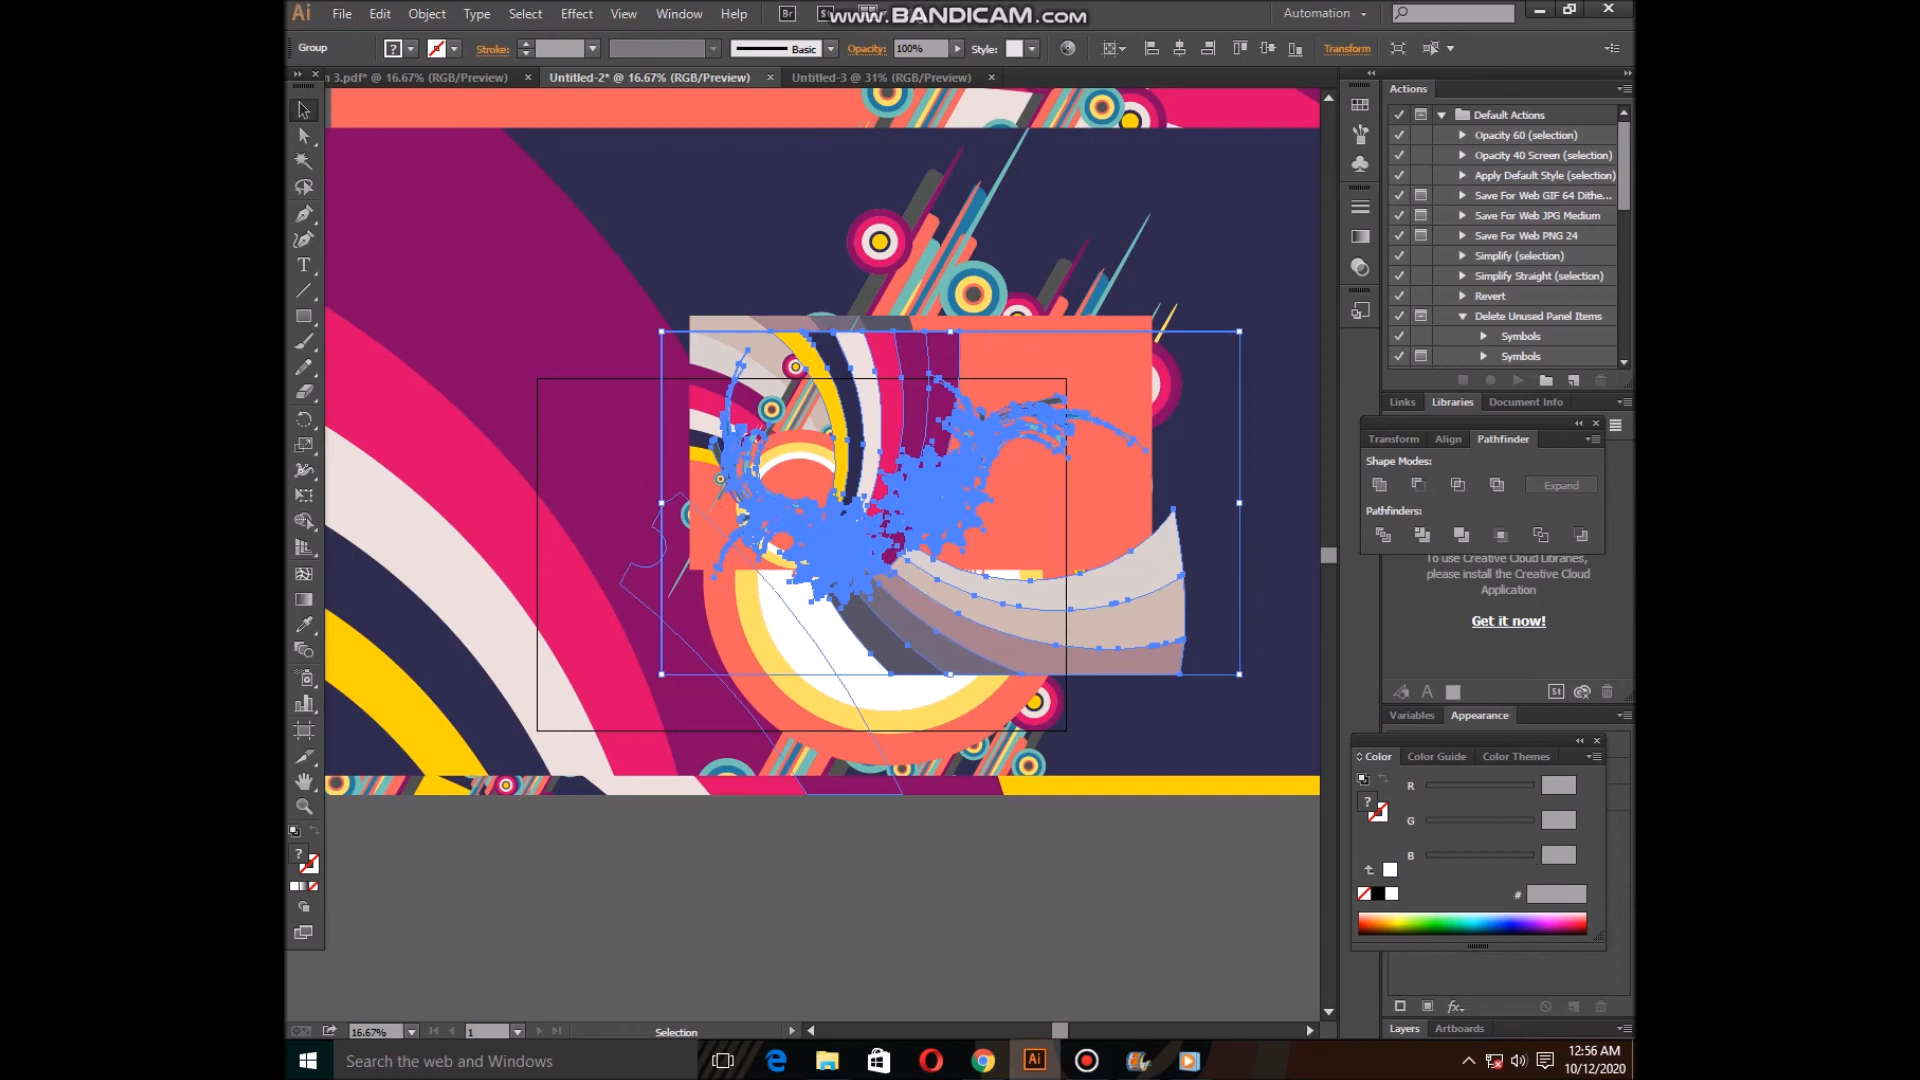 Ai File Edit Object Type Select Effect View Window Help Br St www.BANDICAM.com Automation
Group Stroke: Basic Opacity: 100% Style: Transform
n 3.pdf* @ 16.67% (RGB/Preview) × Untitled-2* @ 16.67% (RGB/Preview) × Untitled-3 @ 31% (RGB/Preview) ×
Actions
Default Actions
Opacity 60 (selection)
Opacity 40 Screen (selection)
Apply Default Style (selection)
Save For Web GIF 64 Dithe...
Save For Web JPG Medium
Save For Web PNG 24
Simplify (selection)
Simplify Straight (selection)
Revert
Delete Unused Panel Items
Symbols
Symbols
Links Libraries Document Info
Transform Align Pathfinder
Shape Modes:
Expand
Pathfinders:
To use Creative Cloud Libraries,
please install the Creative Cloud
Application
Get it now!
St
Variables Appearance
Color Color Guide Color Themes
R
G
B
#
fx
Layers Artboards
16.67% 1 Selection
Search the web and Windows
Ai
12:56 AM
10/12/2020